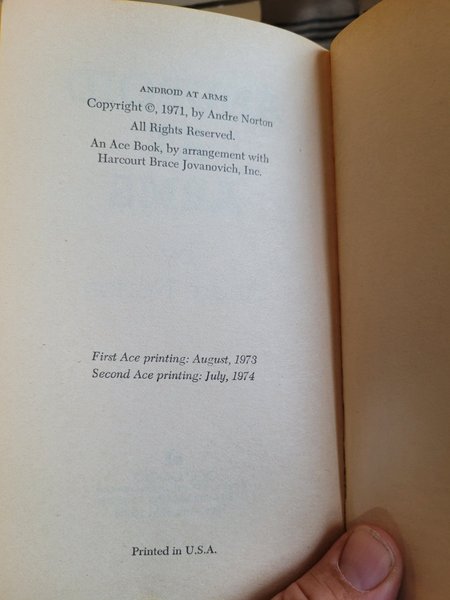 ANDROID AT ARMS
Copyright ©, 1971, by Andre Norton
All Rights Reserved.
An Ace Book, by arrangement with
Harcourt Brace Jovanovich, Inc.
First Ace printing: August, 1973
Second Ace printing: July, 1974
Printed in U.S.A.